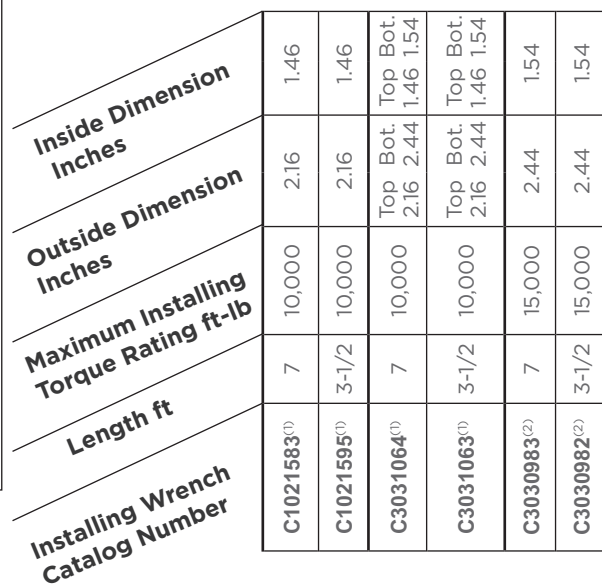 Installing Wrench
Catalog Number
Length ft
Maximum Installing
Torque Rating ft-lb
Outside Dimension
Inches
Inside Dimension
Inches
C1021583(1) 7 10,000 2.16 1.46
C1021595(1) 3-1/2 10,000 2.16 1.46
C3031064(1) 7 10,000 Top Bot. Top Bot.
2.16 2.44 1.46 1.54
C3031063(1) 3-1/2 10,000 Top Bot. Top Bot.
2.16 2.44 1.46 1.54
C3030983(2) 7 15,000 2.44 1.54
C3030982(2) 3-1/2 15,000 2.44 1.54